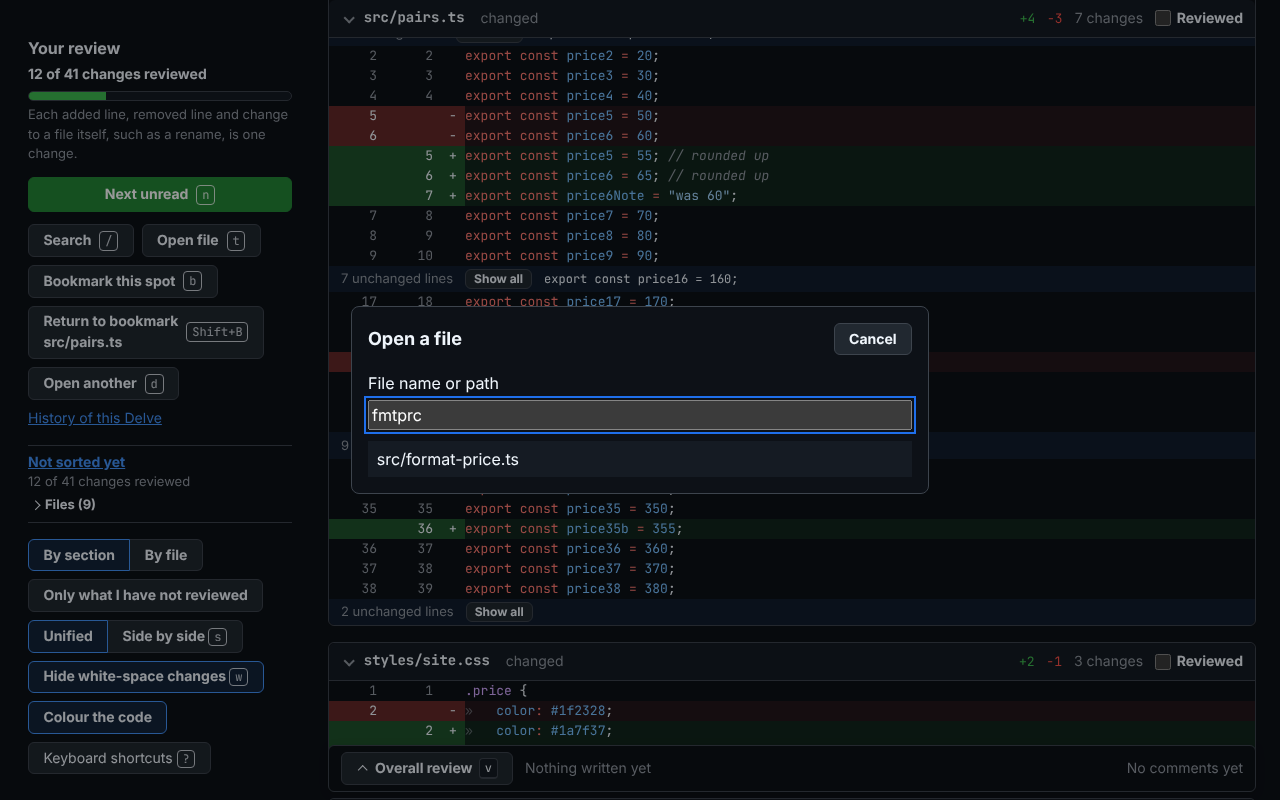 Your review
12 of 41 changes reviewed
Each added line, removed line and change
to a file itself, such as a rename, is one
change.
Next unread n
Search / Open file t
Bookmark this spot b
Return to bookmark
src/pairs.ts Shift+B
Open another d
History of this Delve
Not sorted yet
12 of 41 changes reviewed
Files (9)
By section By file
Only what I have not reviewed
Unified Side by side s
Hide white-space changes w
Colour the code
Keyboard shortcuts ?
src/pairs.ts changed +4 -3 7 changes Reviewed
2 2 export const price2 = 20;
3 3 export const price3 = 30;
4 4 export const price4 = 40;
5 - export const price5 = 50;
6 - export const price6 = 60;
5 + export const price5 = 55; // rounded up
6 + export const price6 = 65; // rounded up
7 + export const price6Note = "was 60";
7 8 export const price7 = 70;
8 9 export const price8 = 80;
9 10 export const price9 = 90;
7 unchanged lines Show all export const price16 = 160;
17 18 export const price17 = 170;
Open a file Cancel
File name or path
fmtprc
src/format-price.ts
9
35 35 export const price35 = 350;
36 + export const price35b = 355;
36 37 export const price36 = 360;
37 38 export const price37 = 370;
38 39 export const price38 = 380;
2 unchanged lines Show all
styles/site.css changed +2 -1 3 changes Reviewed
1 1 .price {
2 - » color: #1f2328;
2 + » color: #1a7f37;
Overall review v Nothing written yet No comments yet